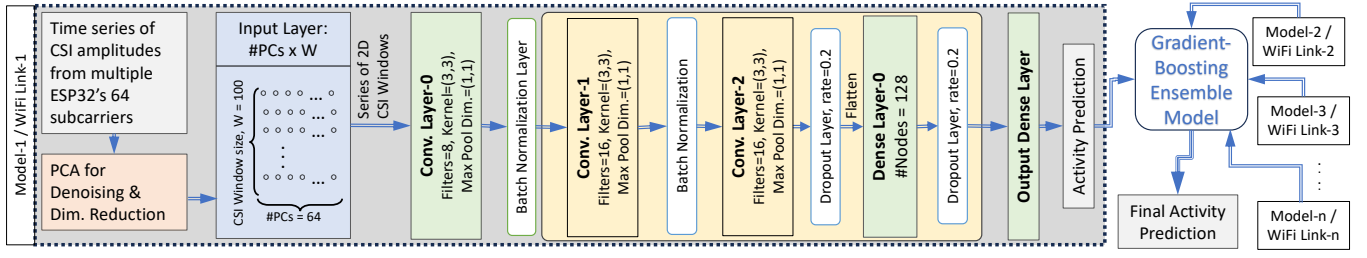 Model-1 / WiFi Link-1
Time series of
CSI amplitudes
from multiple
ESP32's 64
subcarriers
PCA for
Denoising &
Dim. Reduction
Input Layer:
#PCs x W
CSI Window size, W = 100
#PCs = 64
Series of 2D
CSI Windows
Conv. Layer-0
Filters=8, Kernel=(3,3),
Max Pool Dim.=(1,1)
Batch Normalization Layer
Conv. Layer-1
Filters=16, Kernel=(3,3),
Max Pool Dim.=(1,1)
Batch Normalization
Conv. Layer-2
Filters=16, Kernel=(3,3),
Max Pool Dim.=(1,1)
Dropout Layer, rate=0.2
Flatten
Dense Layer-0
#Nodes = 128
Dropout Layer, rate=0.2
Output Dense Layer
Activity Prediction
Gradient-
Boosting
Ensemble
Model
Final Activity
Prediction
Model-2 /
WiFi Link-2
Model-3 /
WiFi Link-3
Model-n /
WiFi Link-n